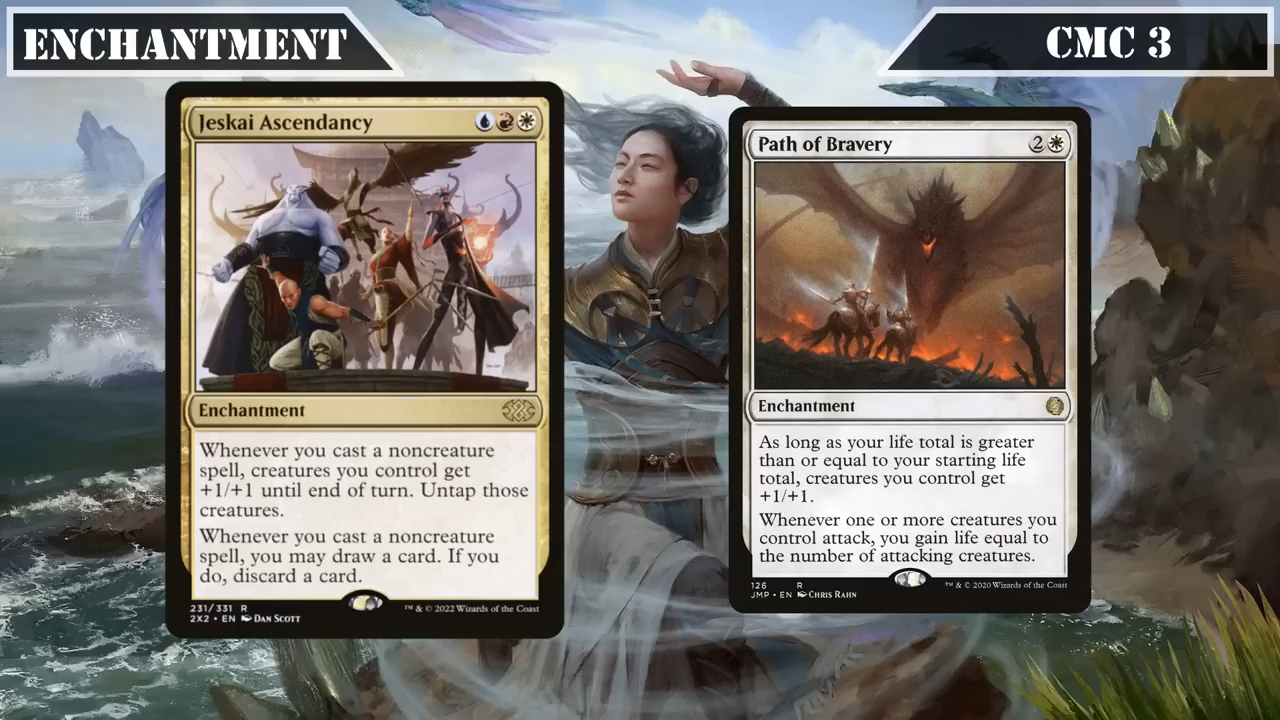 ENCHANTMENT
CMC 3
Jeskai Ascendancy
Enchantment
Whenever you cast a noncreature
spell, creatures you control get
+1/+1 until end of turn. Untap those
creatures.
Whenever you cast a noncreature
spell, you may draw a card. If you
do, discard a card.
231/331 R
2X2 • EN DAN SCOTT
™ & © 2022 Wizards of the Coast
Path of Bravery
2
Enchantment
As long as your life total is greater
than or equal to your starting life
total, creatures you control get
+1/+1.
Whenever one or more creatures you
control attack, you gain life equal to
the number of attacking creatures.
126 R
JMP • EN CHRIS RAHN
™ & © 2020 Wizards of the Coast